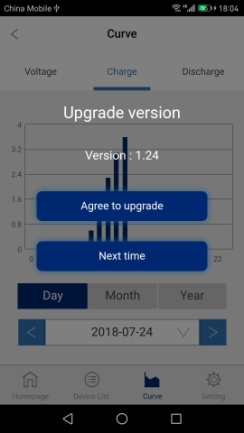 China Mobile 18:04
Curve
Voltage Charge Discharge
Upgrade version
4
Version : 1.24
3.2
2.4
1.6
Agree to upgrade
0.8
0
0 22
Next time
Day Month Year
< 2018-07-24 >
Homepage Device List Curve Setting